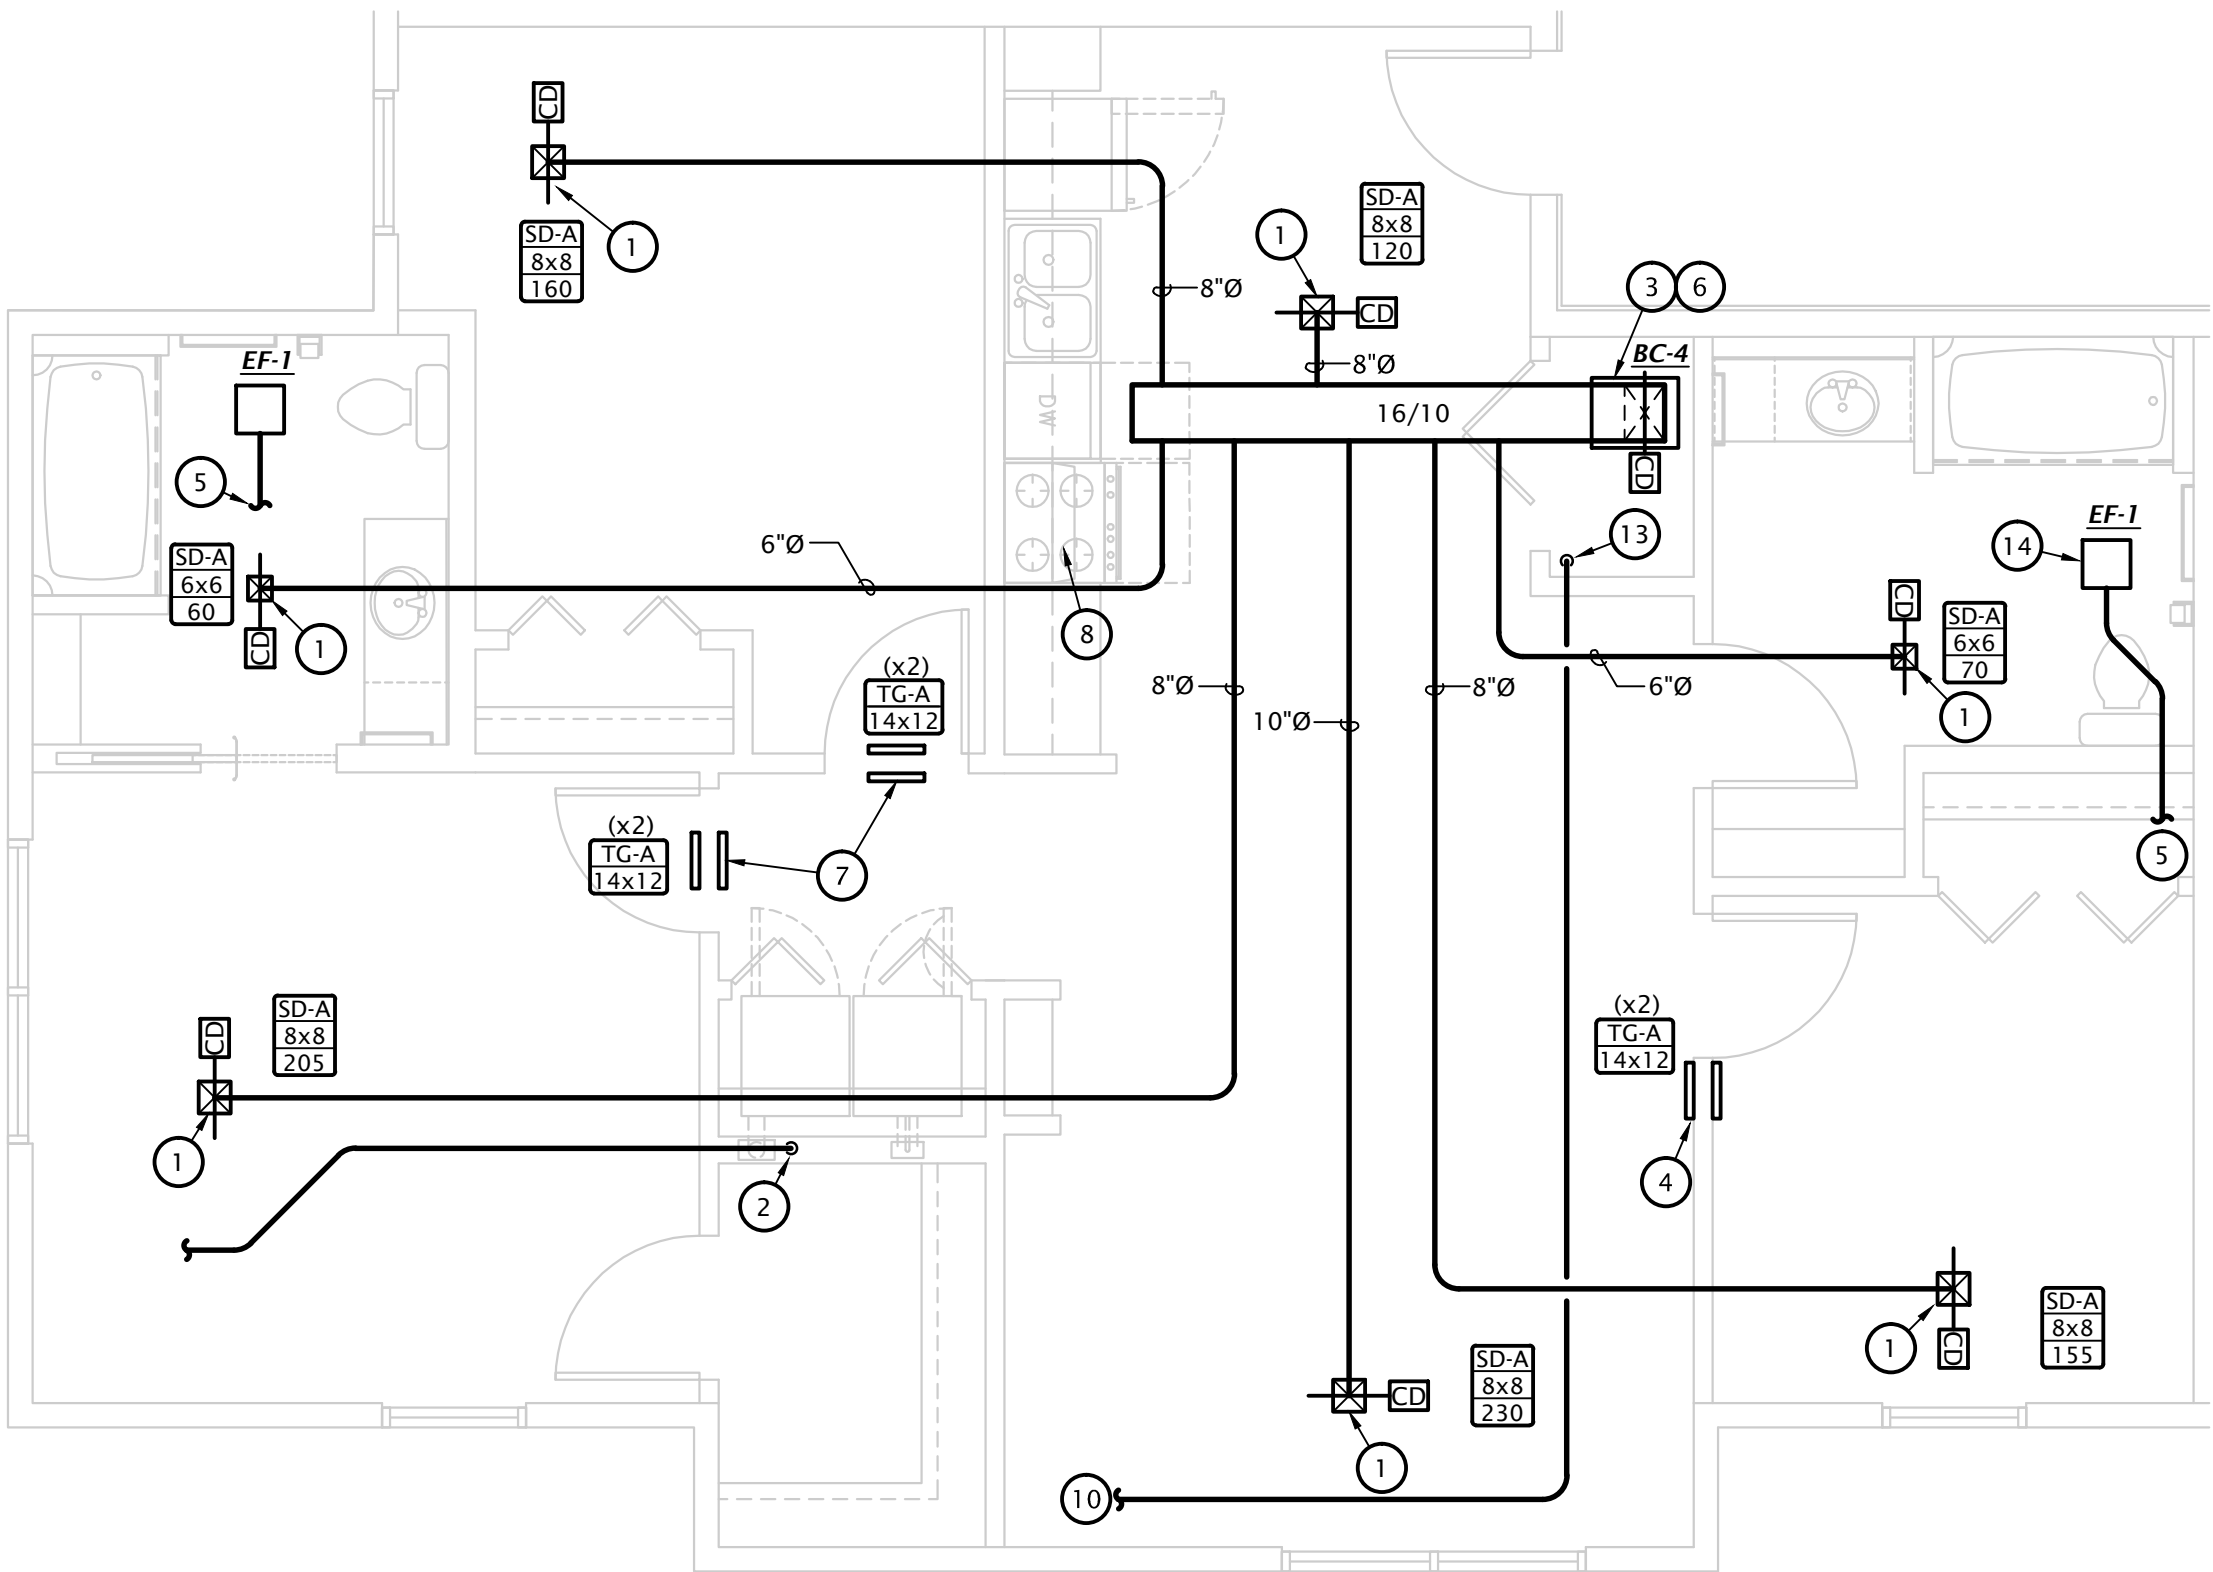 CD
SD-A
8x8
160
1
8"Ø
1
SD-A
8x8
120
CD
8"Ø
3 6
BC-4
16/10
CD
EF-1
5
SD-A
6x6
60
CD
1
6"Ø
DW
8
13
EF-1
14
CD
SD-A
6x6
70
1
5
(x2)
TG-A
14x12
8"Ø
10"Ø
8"Ø
6"Ø
(x2)
TG-A
14x12
7
CD
SD-A
8x8
205
1
2
(x2)
TG-A
14x12
4
SD-A
8x8
155
1
CD
SD-A
8x8
230
CD
1
10